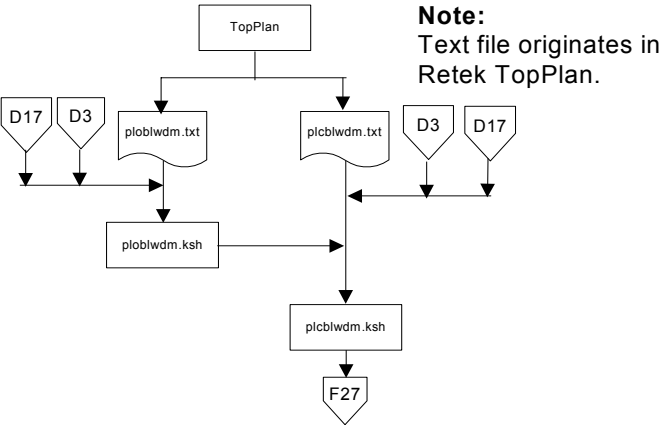 TopPlan
Note:
Text file originates in
Retek TopPlan.
D17
D3
ploblwdm.txt
plcblwdm.txt
D3
D17
ploblwdm.ksh
plcblwdm.ksh
F27